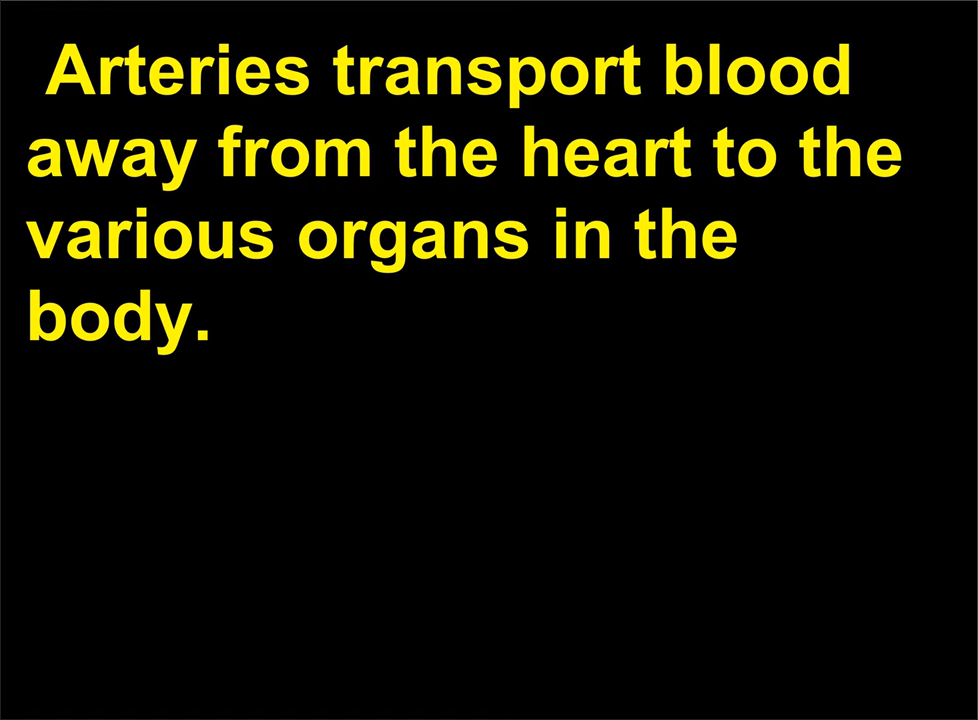 Arteries transport blood
away from the heart to the
various organs in the
body.